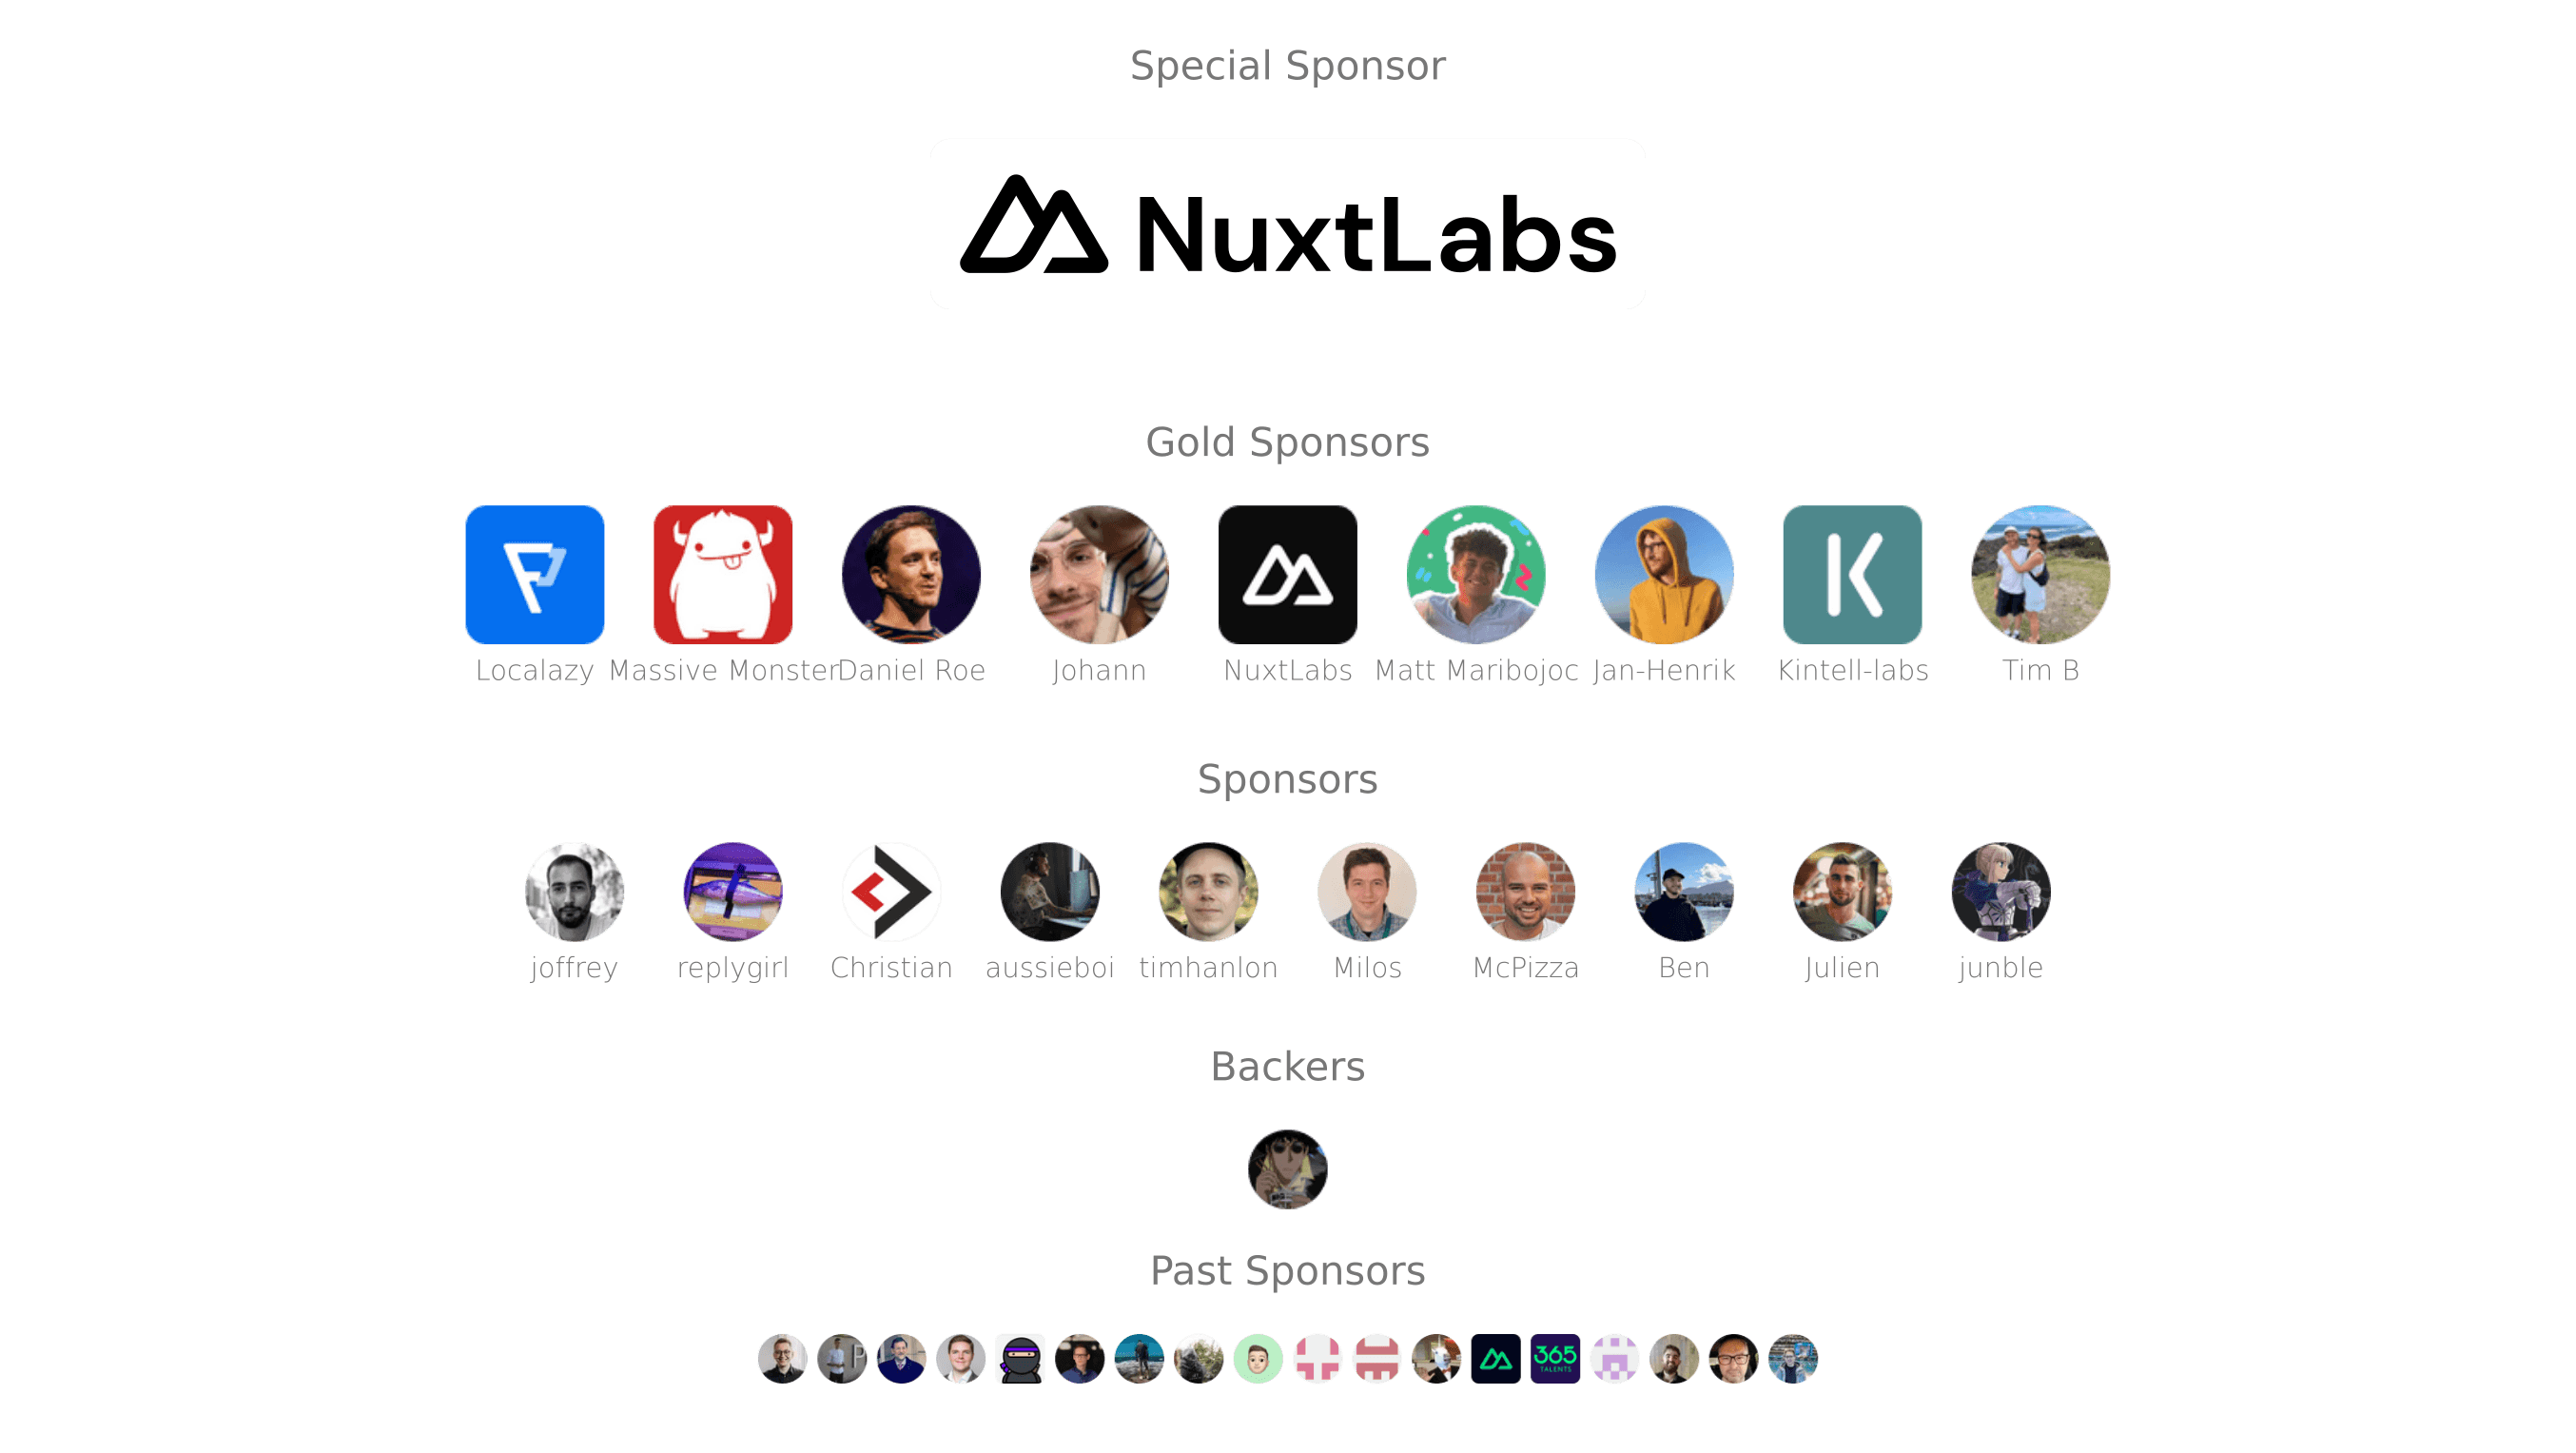 Special Sponsor
NuxtLabs
Gold Sponsors
Localazy Massive Monster Daniel Roe Johann NuxtLabs Matt Maribojoc Jan-Henrik Kintell-labs Tim B
Sponsors
joffrey replygirl Christian aussieboi timhanlon Milos McPizza Ben Julien junble
Backers
Past Sponsors
P
365
TALENTS